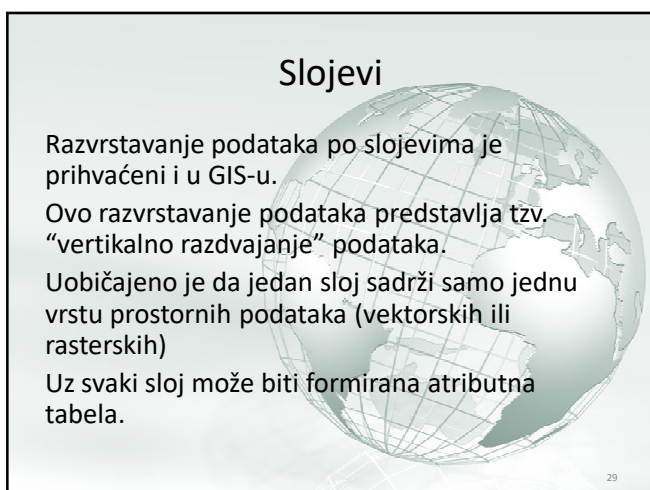 Slojevi
Razvrstavanje podataka po slojevima je
prihvaćeni i u GIS-u.
Ovo razvrstavanje podataka predstavlja tzv.
“vertikalno razdvajanje” podataka.
Uobičajeno je da jedan sloj sadrži samo jednu
vrstu prostornih podataka (vektorskih ili
rasterskih)
Uz svaki sloj može biti formirana atributna
tabela.
29